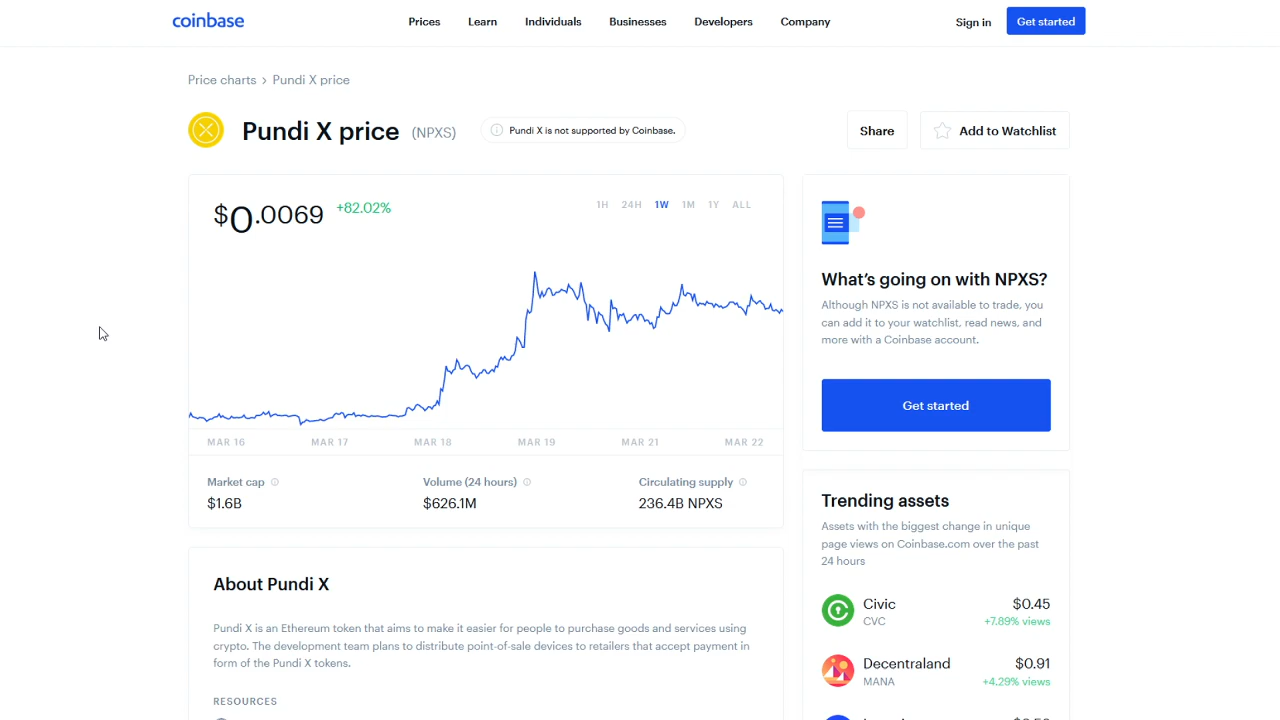 coinbase
Prices Learn Individuals Businesses Developers Company
Sign in Get started
Price charts > Pundi X price
Pundi X price (NPXS)
Pundi X is not supported by Coinbase.
Share
Add to Watchlist
$0.0069 +82.02%
1H 24H 1W 1M 1Y ALL
MAR 16 MAR 17 MAR 18 MAR 19 MAR 21 MAR 22
Market cap Volume (24 hours) Circulating supply
$1.6B $626.1M 236.4B NPXS
What's going on with NPXS?
Although NPXS is not available to trade, you
can add it to your watchlist, read news, and
more with a Coinbase account.
Get started
About Pundi X
Pundi X is an Ethereum token that aims to make it easier for people to purchase goods and services using
crypto. The development team plans to distribute point-of-sale devices to retailers that accept payment in
form of the Pundi X tokens.
RESOURCES
Trending assets
Assets with the biggest change in unique
page views on Coinbase.com over the past
24 hours
Civic $0.45
CVC +7.89% views
Decentraland $0.91
MANA +4.29% views